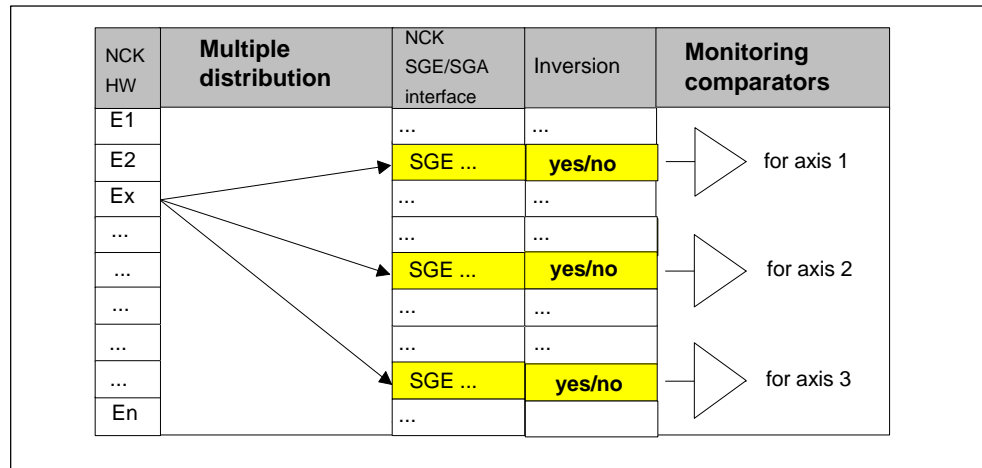 NCK
HW
Multiple
distribution
NCK
SGE/SGA
interface
Inversion
Monitoring
comparators
E1
... ...
E2 SGE ... yes/no for axis 1
Ex ... ...
... ... ...
... SGE ... yes/no for axis 2
... ... ...
... ... ...
... SGE ... yes/no for axis 3
En ...